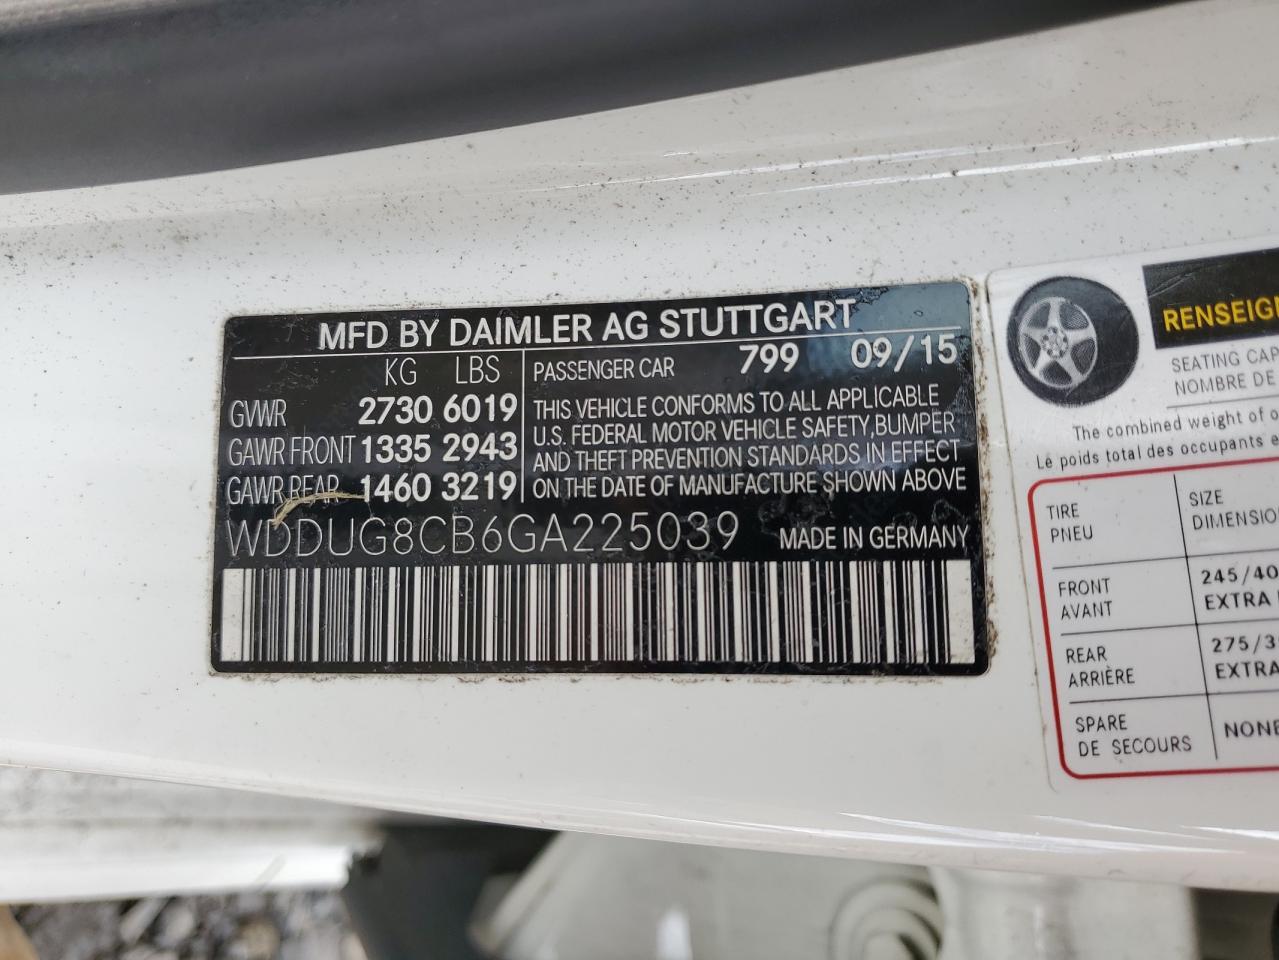 MFD BY DAIMLER AG STUTTGART
KG LBS
GVWR 2730 6019
GAWR FRONT 1335 2943
GAWR REAR 1460 3219
PASSENGER CAR 799 09/15
THIS VEHICLE CONFORMS TO ALL APPLICABLE
U.S. FEDERAL MOTOR VEHICLE SAFETY, BUMPER
AND THEFT PREVENTION STANDARDS IN EFFECT
ON THE DATE OF MANUFACTURE SHOWN ABOVE
WDDUG8CB6GA225039 MADE IN GERMANY
RENSEIG
SEATING CAP
NOMBRE DE
The combined weight of o
Le poids total des occupants e
TIRE SIZE
PNEU DIMENSION
FRONT 245/40
AVANT EXTRA
REAR 275/3
ARRIÈRE EXTRA
SPARE NONE
DE SECOURS